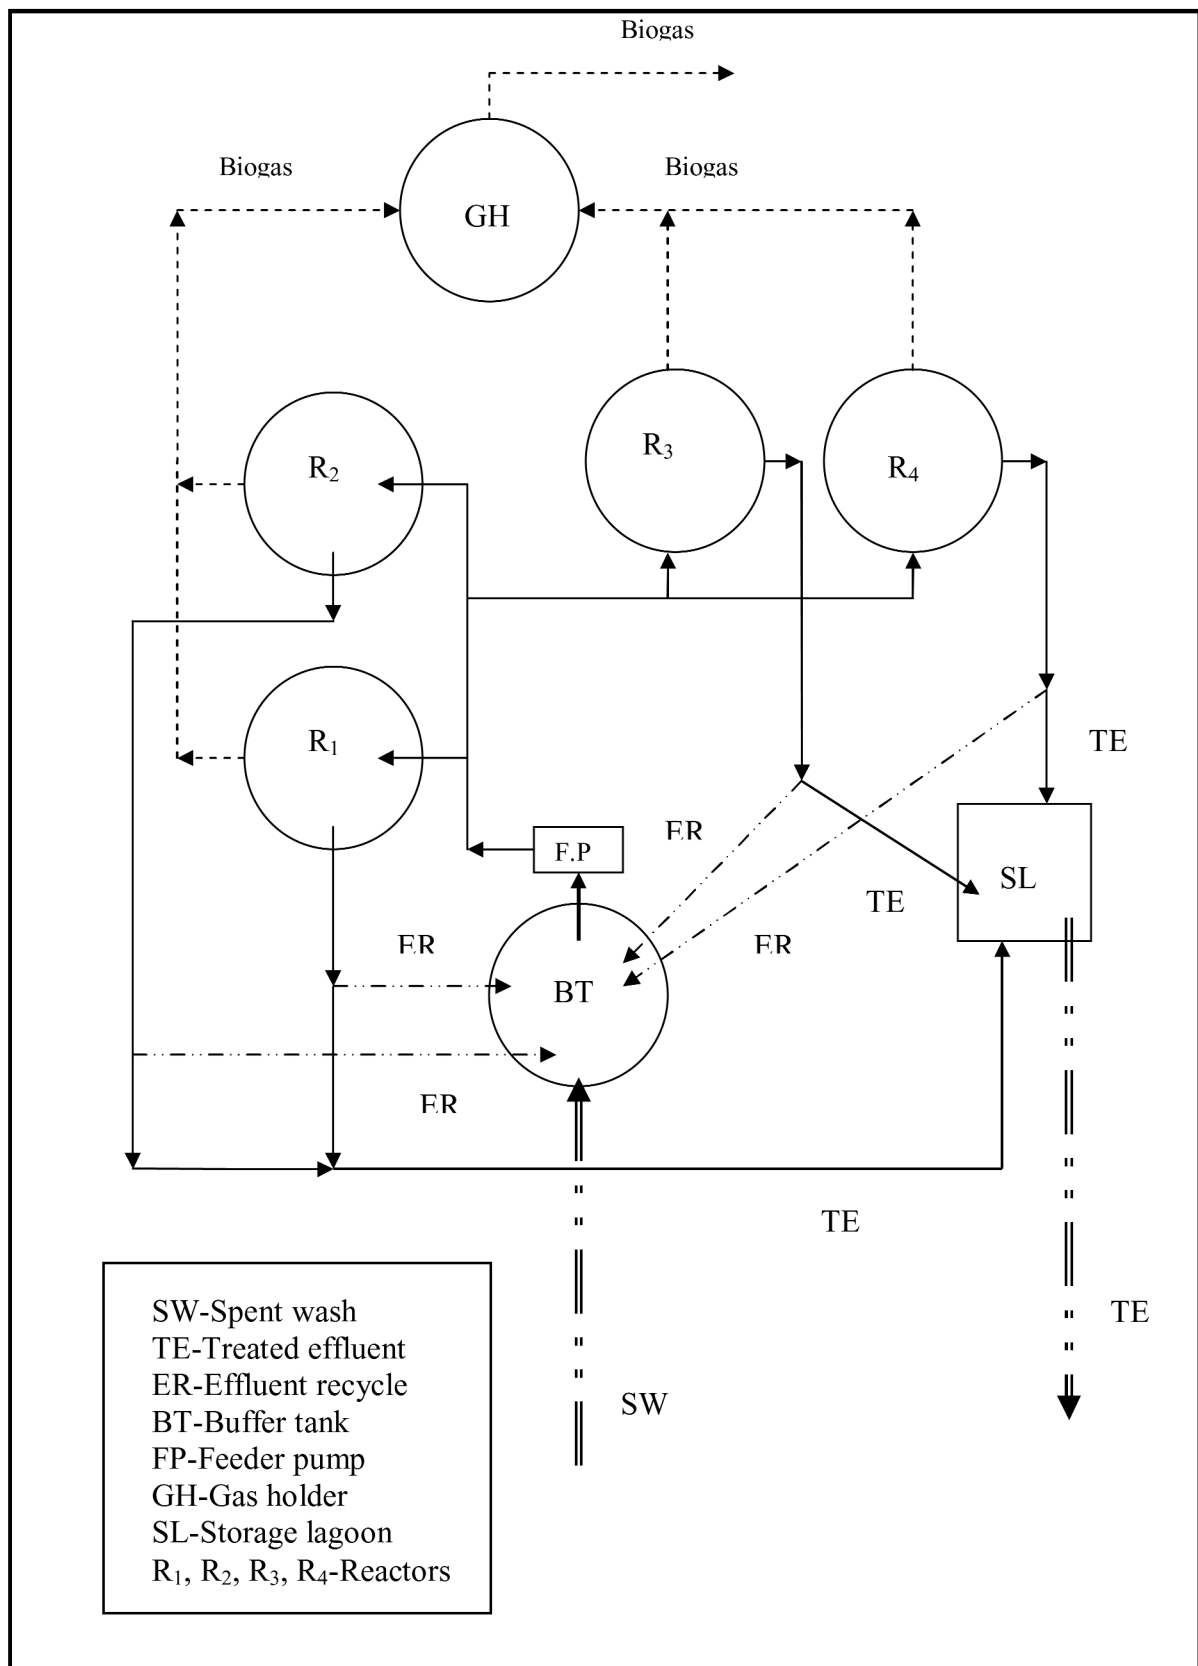 Biogas
Biogas
Biogas
GH
R₂
R₃
R₄
R₁
TE
ER
F.P
SL
TE
ER
ER
BT
ER
TE
TE
SW
SW-Spent wash
TE-Treated effluent
ER-Effluent recycle
BT-Buffer tank
FP-Feeder pump
GH-Gas holder
SL-Storage lagoon
R₁, R₂, R₃, R₄-Reactors